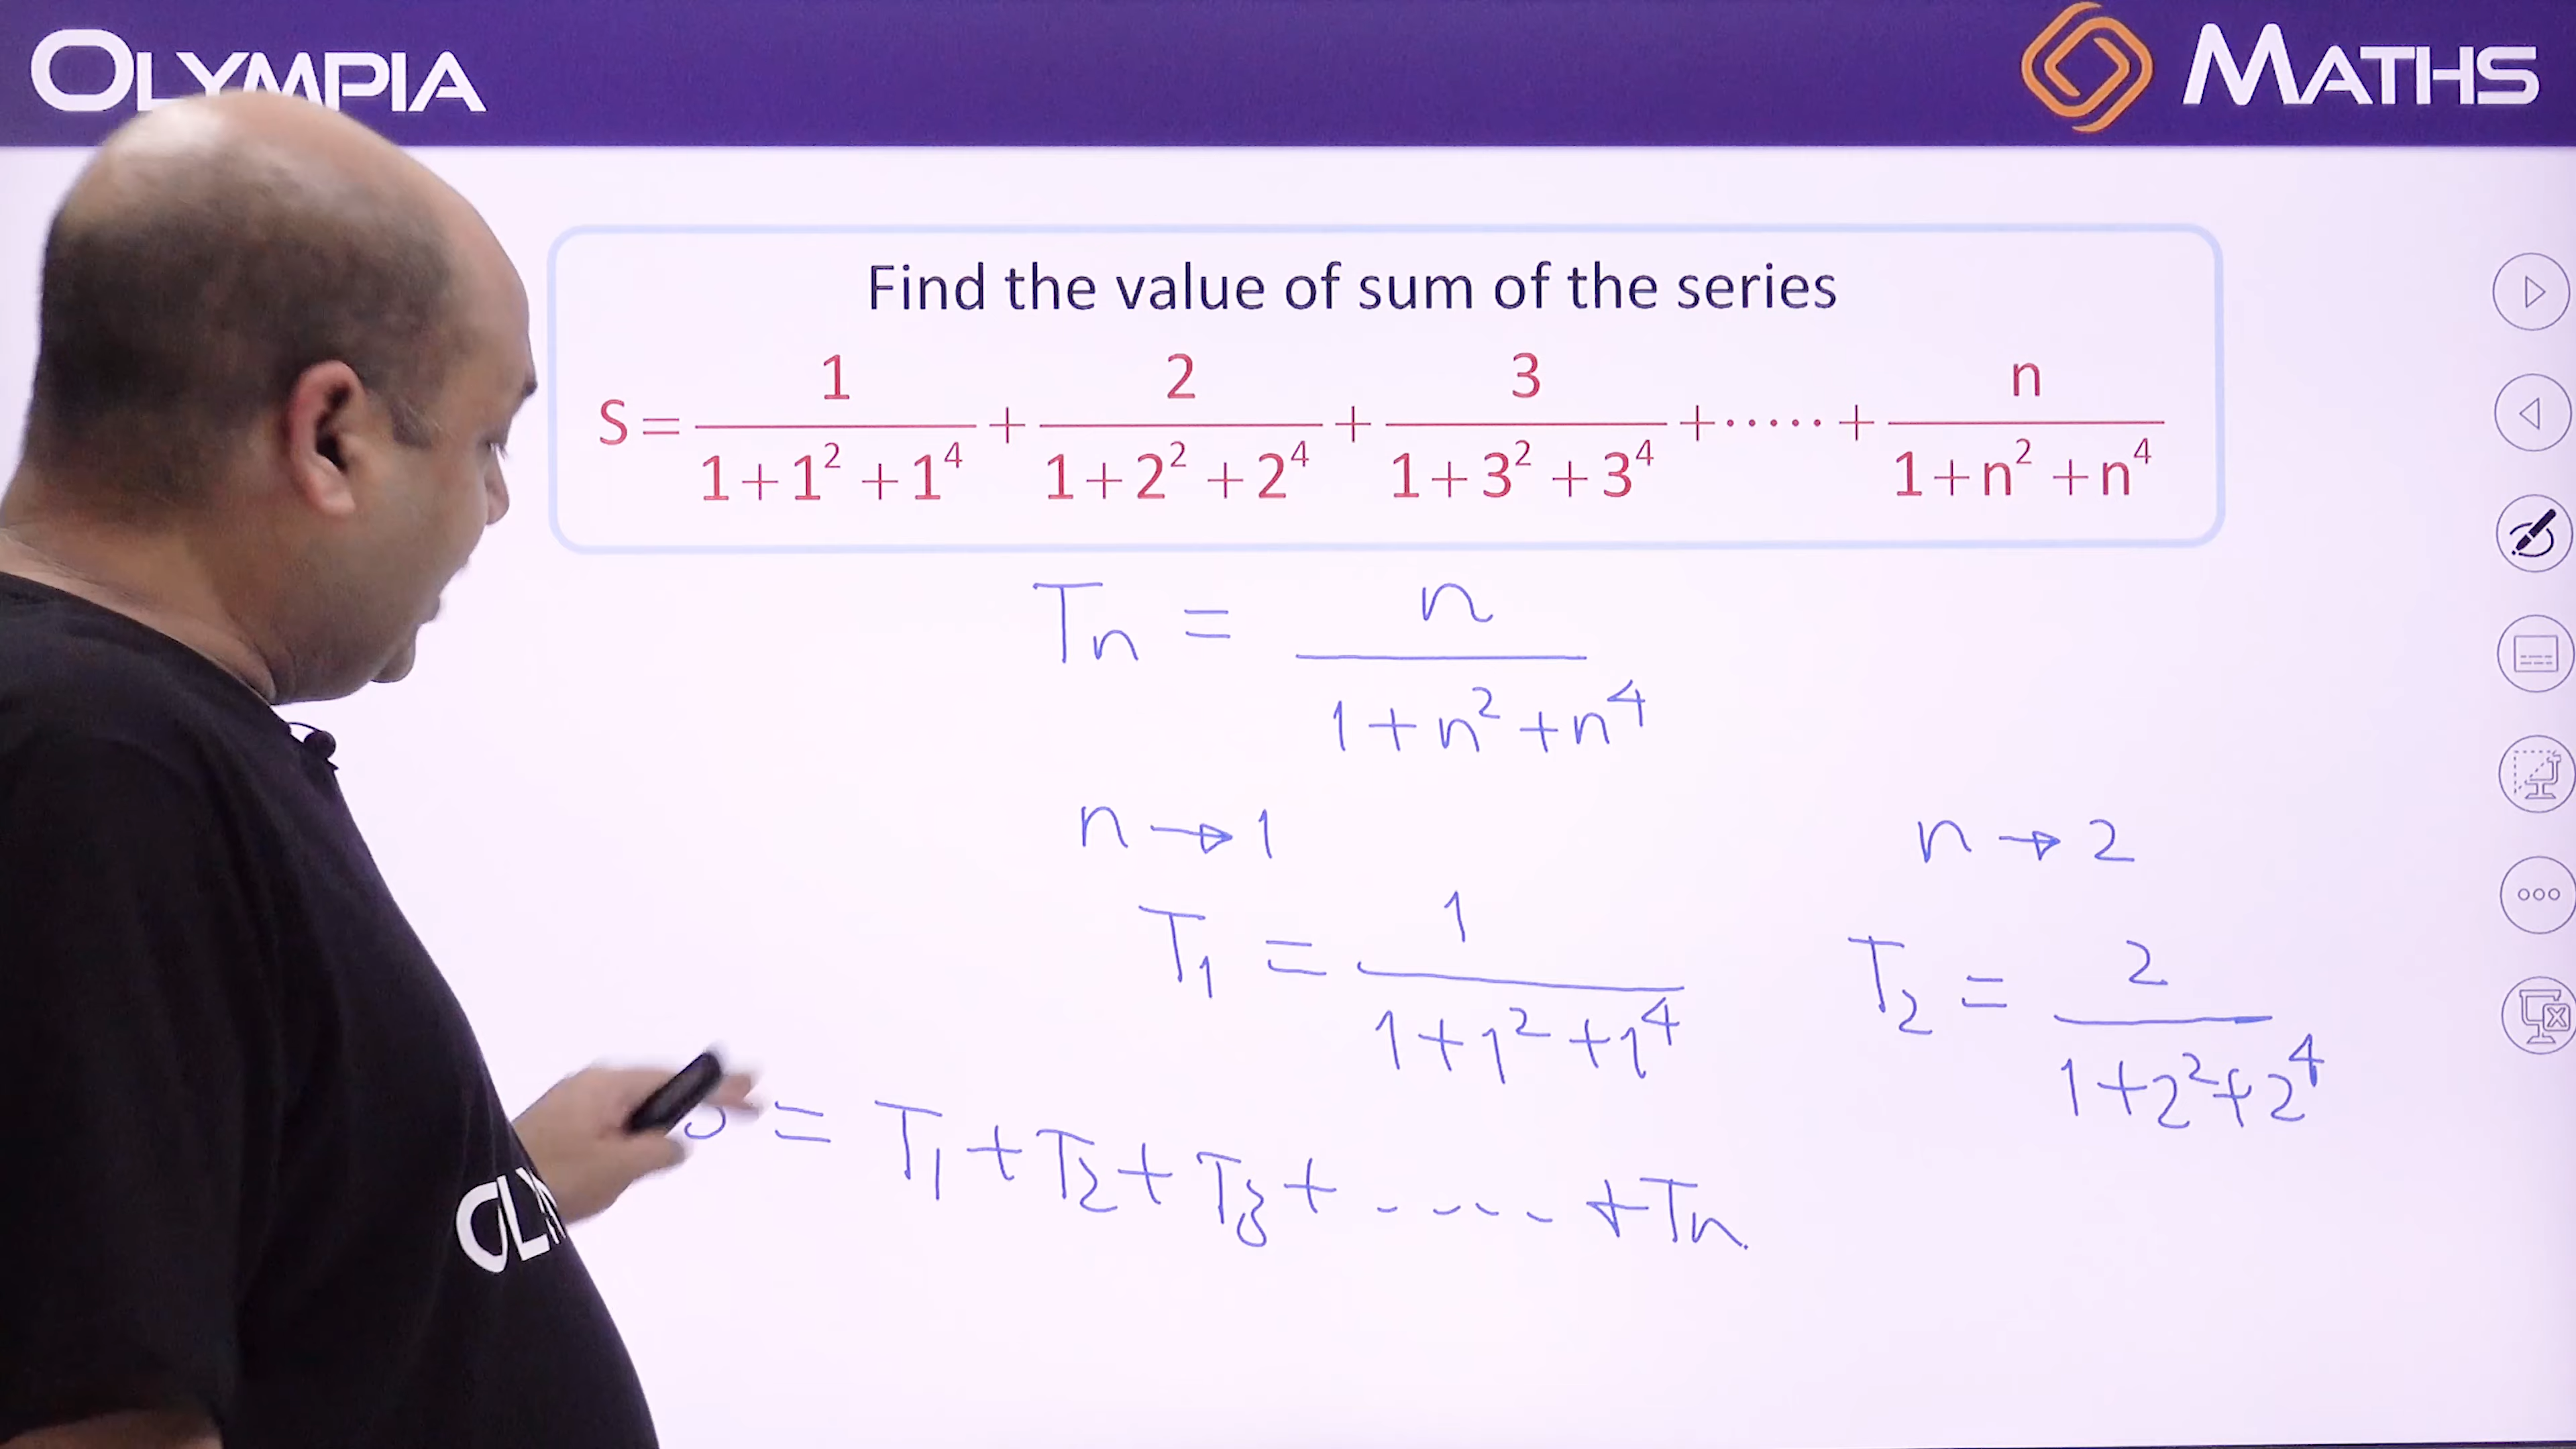 OLYMPIA MATHS
Find the value of sum of the series
S = 1/(1+1²+1⁴) + 2/(1+2²+2⁴) + 3/(1+3²+3⁴) +·····+ n/(1+n²+n⁴)
Tn = n/(1+n²+n⁴)
n → 1 n → 2
T₁ = 1/(1+1²+1⁴) T₂ = 2/(1+2²+2⁴)
= T₁ + T₂ + T₃ + ----- + Tn